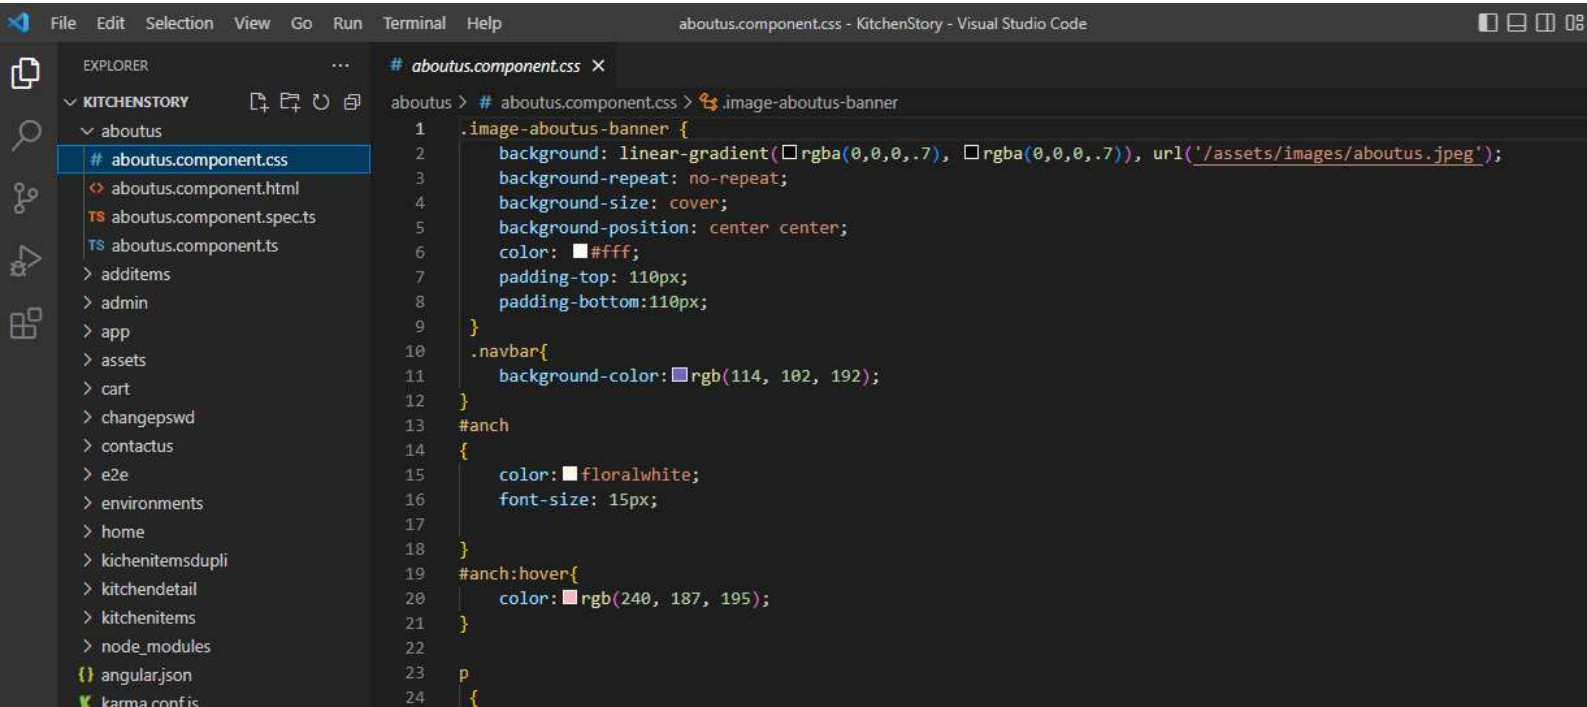 File Edit Selection View Go Run Terminal Help aboutus.component.css - KitchenStory - Visual Studio Code
EXPLORER ...
KITCHENSTORY
aboutus
# aboutus.component.css
<> aboutus.component.html
TS aboutus.component.spec.ts
TS aboutus.component.ts
> additems
> admin
> app
> assets
> cart
> changepswd
> contactus
> e2e
> environments
> home
> kichenitemsdupli
> kitchendetail
> kitchenitems
> node_modules
{} angular.json
karma.conf.js
# aboutus.component.css ×
aboutus > # aboutus.component.css > .image-aboutus-banner
1 .image-aboutus-banner {
2 background: linear-gradient(rgba(0,0,0,.7), rgba(0,0,0,.7)), url('/assets/images/aboutus.jpeg');
3 background-repeat: no-repeat;
4 background-size: cover;
5 background-position: center center;
6 color: #fff;
7 padding-top: 110px;
8 padding-bottom:110px;
9 }
10 .navbar{
11 background-color: rgb(114, 102, 192);
12 }
13 #anch
14 {
15 color: floralwhite;
16 font-size: 15px;
17
18 }
19 #anch:hover{
20 color: rgb(240, 187, 195);
21 }
22
23 p
24 {